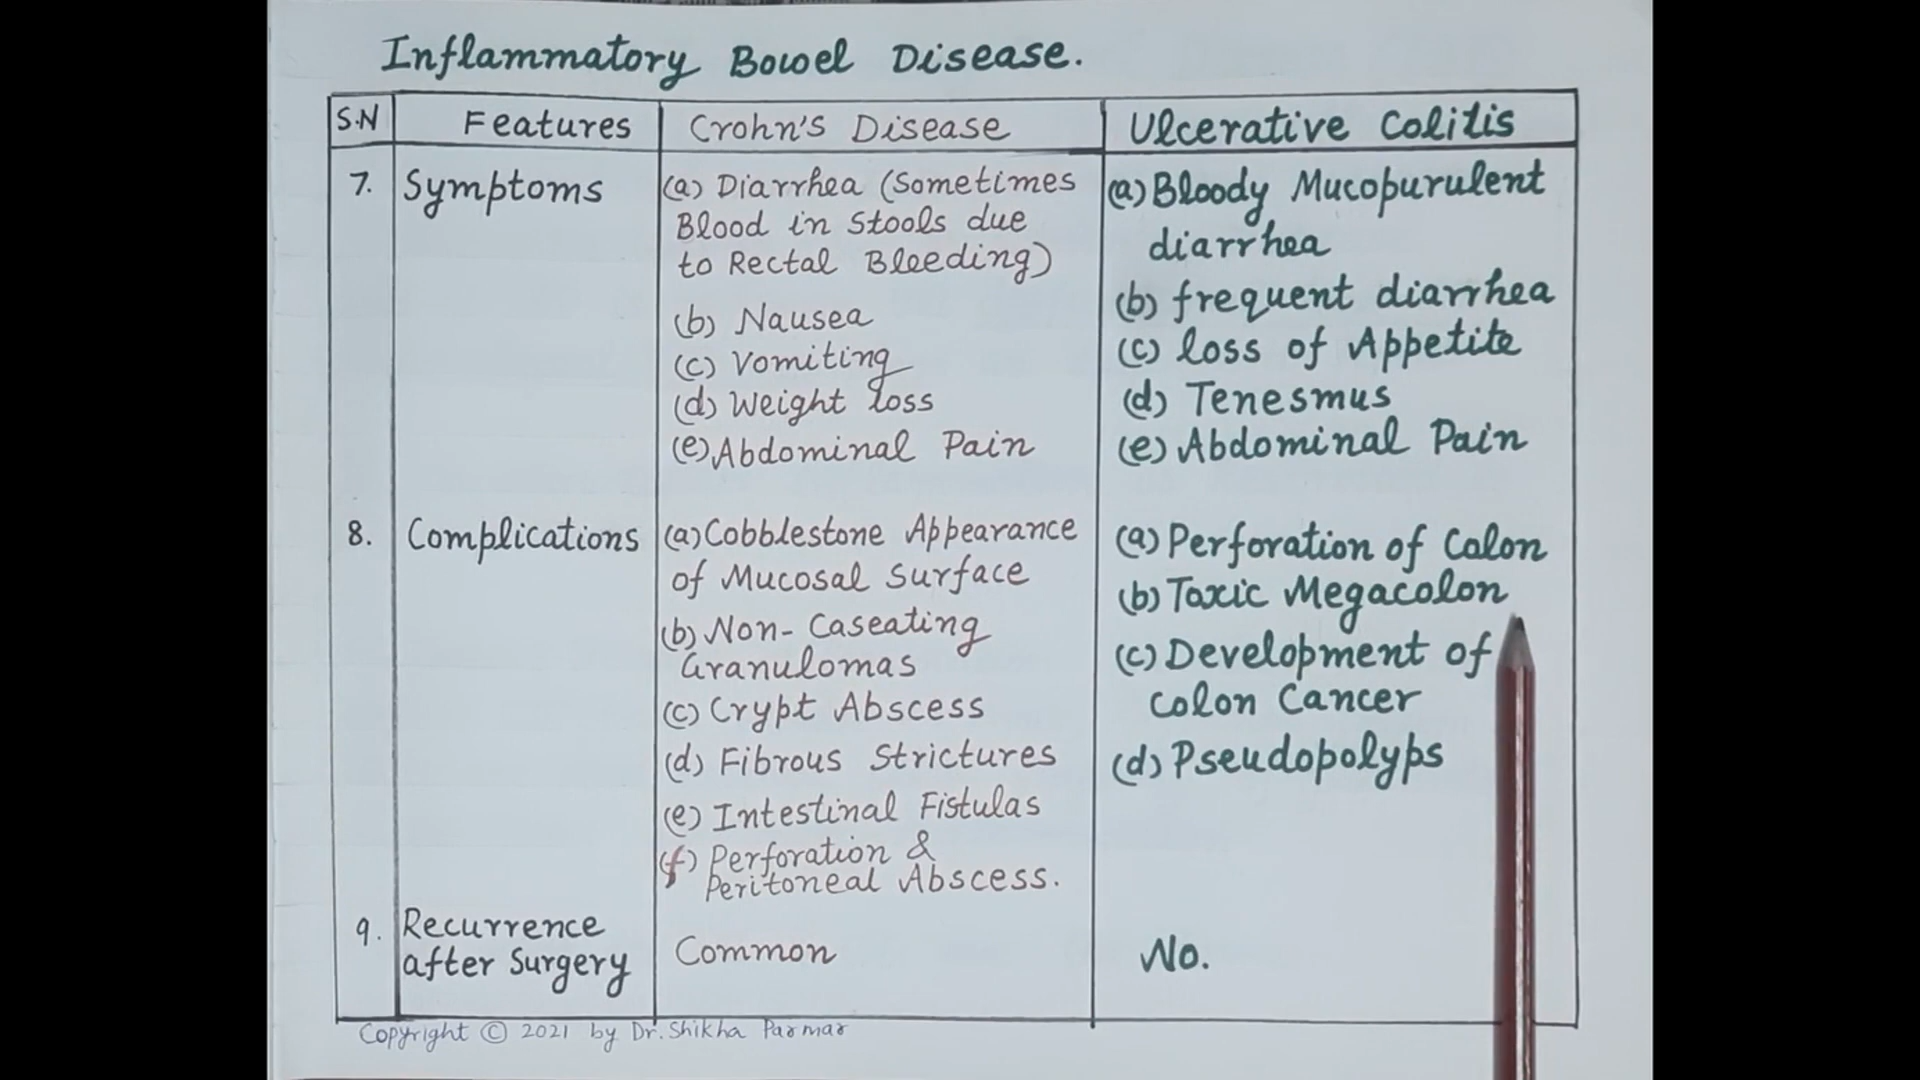 Inflammatory Bowel Disease.
S.N Features Crohn's Disease Ulcerative Colitis
7. Symptoms
(a) Diarrhea (Sometimes
Blood in Stools due
to Rectal Bleeding)
(b) Nausea
(c) Vomiting
(d) Weight loss
(e) Abdominal Pain
(a) Bloody Mucopurulent
diarrhea
(b) frequent diarrhea
(c) loss of Appetite
(d) Tenesmus
(e) Abdominal Pain
8. Complications
(a) Cobblestone Appearance
of Mucosal Surface
(b) Non-Caseating
Granulomas
(c) Crypt Abscess
(d) Fibrous Strictures
(e) Intestinal Fistulas
(f) Perforation &
Peritoneal Abscess.
(a) Perforation of Colon
(b) Toxic Megacolon
(c) Development of
Colon Cancer
(d) Pseudopolyps
9. Recurrence
after Surgery
Common
No.
Copyright © 2021 by Dr. Shikha Parmar